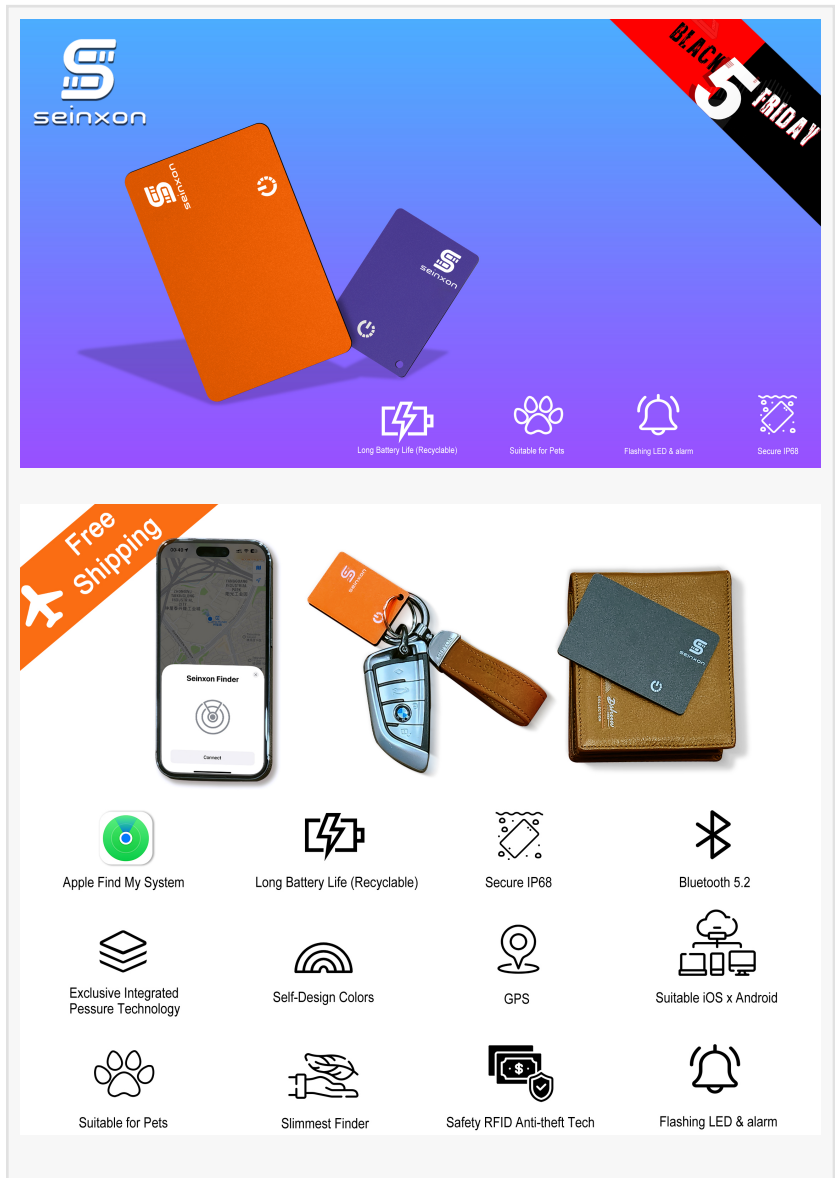 seinxon
BLACK
5
FRIDAY
seinxon
seinxon
Long Battery Life (Recyclable)
Suitable for Pets
Flashing LED & alarm
Secure IP68
Free
Shipping
Seinxon Finder
Connect
seinxon
seinxon
Apple Find My System
Long Battery Life (Recyclable)
Secure IP68
Bluetooth 5.2
Exclusive Integrated
Pessure Technology
Self-Design Colors
GPS
Suitable iOS x Android
Suitable for Pets
Slimmest Finder
$
Safety RFID Anti-theft Tech
Flashing LED & alarm